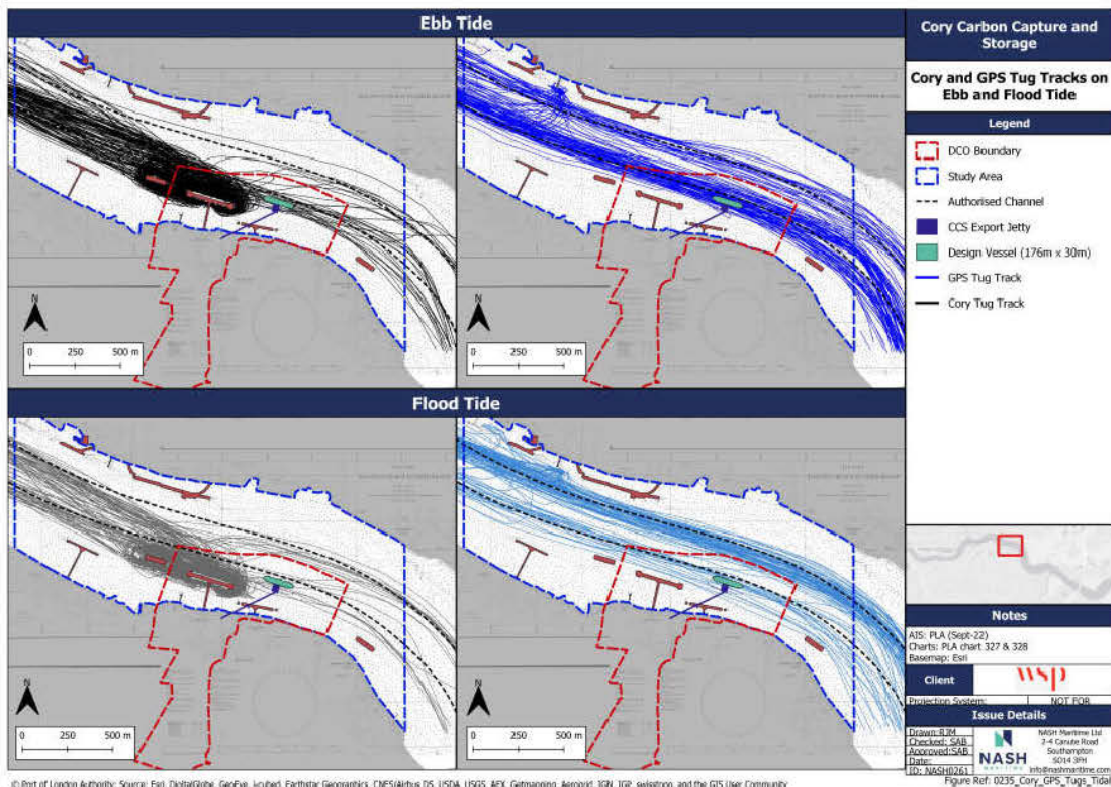 Ebb Tide
Cory Carbon Capture and
Storage
Cory and GPS Tug Tracks on
Ebb and Flood Tide
Legend
DCO Boundary
Study Area
Authorised Channel
CCS Export Jetty
Design Vessel (176m x 30m)
GPS Tug Track
Cory Tug Track
N
0 250 500 m
N
0 250 500 m
Flood Tide
N
0 250 500 m
N
0 250 500 m
Notes
AIS: PLA (Sept-22)
Charts: PLA chart 327 & 328
Basemap: Esri
Client
wsp
Projection System: NOT FOR
Issue Details
Drawn: RJM
Checked: SAB
Approved: SAB
Date:
ID: NASH0261
NASH
MARITIME
NASH Maritime Ltd
2-4 Canute Road
Southampton
SO14 3FH
info@nashmaritime.com
Figure Ref: 0235_Cory_GPS_Tugs_Tidal
© Port of London Authority; Source: Esri, DigitalGlobe, GeoEye, i-cubed, Earthstar Geographics, CNES/Airbus DS, USDA, USGS, AEX, Getmapping, Aerogrid, IGN, IGP, swisstopo, and the GIS User Community